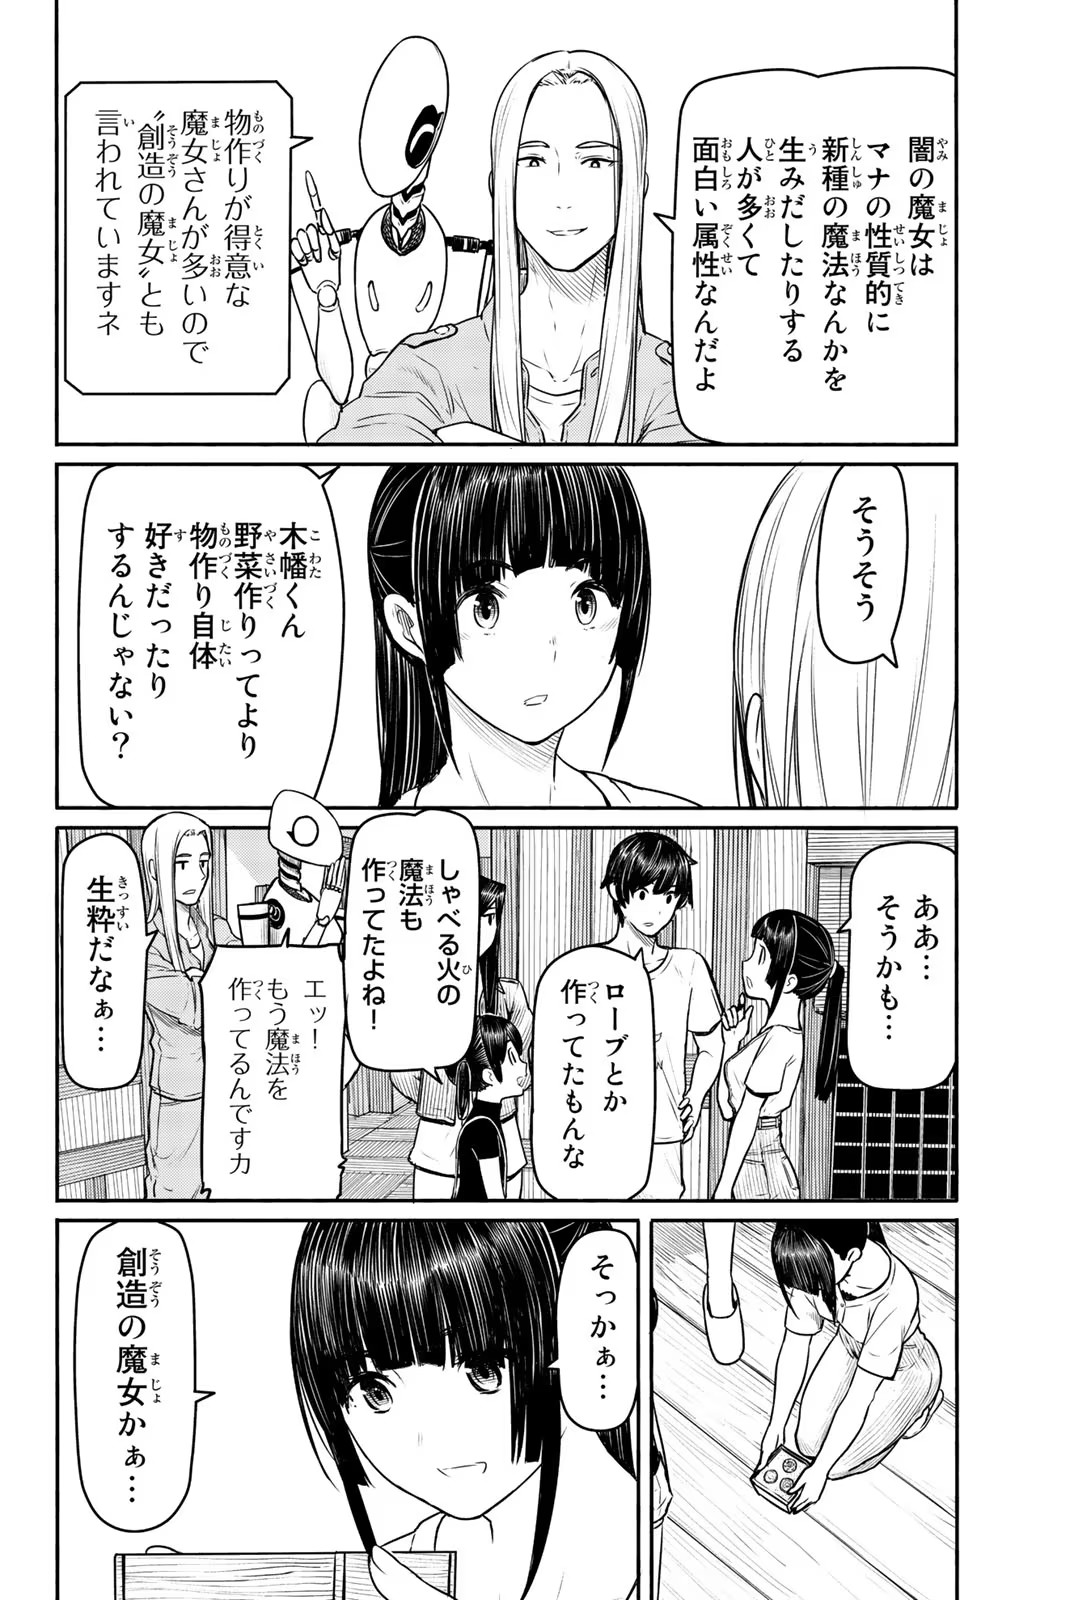 闇の魔女は
マナの性質的に
新種の魔法なんかを
生みだしたりする
人が多くて
面白い属性なんだよ
物作りが得意な
魔女さんが多いので
〝創造の魔女〟とも
言われていますネ
そうそう
木幡くん
野菜作りってより
物作り自体
好きだったり
するんじゃない？
ああ…
そうかも…
ローブとか
作ってたもんな
しゃべる火の
魔法も
作ってたよね！
エッ！
もう魔法を
作ってるんですカ
生粋だなぁ…
そっかぁ…
創造の魔女かぁ…